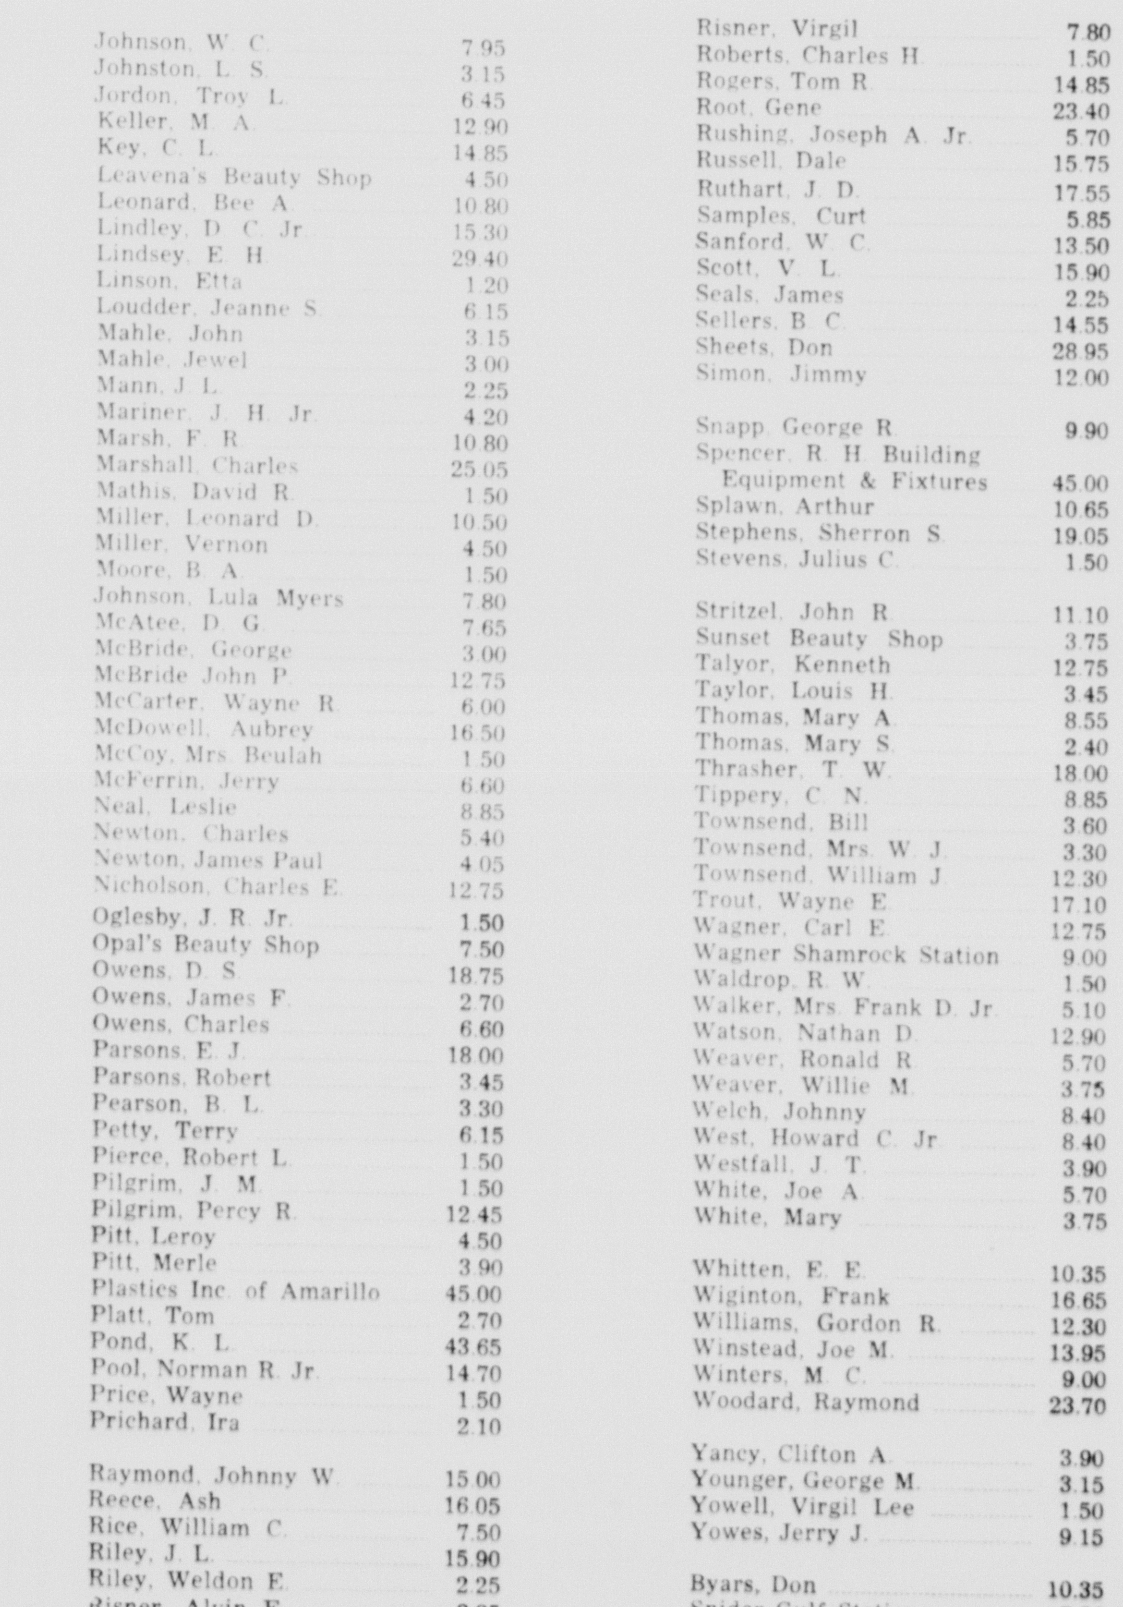 Johnson, W. C. 7.95
Johnston, L. S. 3.15
Jordon, Troy L. 6.45
Keller, M. A. 12.90
Key, C. L. 14.85
Leavena's Beauty Shop 4.50
Leonard, Bee A. 10.80
Lindley, D. C. Jr. 15.30
Lindsey, E. H. 29.40
Linson, Etta 1.20
Loudder, Jeanne S. 6.15
Mahle, John 3.15
Mahle, Jewel 3.00
Mann, J. L. 2.25
Mariner, J. H. Jr. 4.20
Marsh, F. R. 10.80
Marshall, Charles 25.05
Mathis, David R. 1.50
Miller, Leonard D. 10.50
Miller, Vernon 4.50
Moore, B. A. 1.50
Johnson, Lula Myers 7.80
McAtee, D. G. 7.65
McBride, George 3.00
McBride John P. 12.75
McCarter, Wayne R. 6.00
McDowell, Aubrey 16.50
McCoy, Mrs. Beulah 1.50
McFerrin, Jerry 6.60
Neal, Leslie 8.85
Newton, Charles 5.40
Newton, James Paul 4.05
Nicholson, Charles E. 12.75
Oglesby, J. R. Jr. 1.50
Opal's Beauty Shop 7.50
Owens, D. S. 18.75
Owens, James F. 2.70
Owens, Charles 6.60
Parsons, E. J. 18.00
Parsons, Robert 3.45
Pearson, B. L. 3.30
Petty, Terry 6.15
Pierce, Robert L. 1.50
Pilgrim, J. M. 1.50
Pilgrim, Percy R. 12.45
Pitt, Leroy 4.50
Pitt, Merle 3.90
Plastics Inc. of Amarillo 45.00
Platt, Tom 2.70
Pond, K. L. 43.65
Pool, Norman R. Jr. 14.70
Price, Wayne 1.50
Prichard, Ira 2.10
Raymond, Johnny W. 15.00
Reece, Ash 16.05
Rice, William C. 7.50
Riley, J. L. 15.90
Riley, Weldon E. 2.25
Risner, Virgil 7.80
Roberts, Charles H. 1.50
Rogers, Tom R. 14.85
Root, Gene 23.40
Rushing, Joseph A. Jr. 5.70
Russell, Dale 15.75
Ruthart, J. D. 17.55
Samples, Curt 5.85
Sanford, W. C. 13.50
Scott, V. L. 15.90
Seals, James 2.25
Sellers, B. C. 14.55
Sheets, Don 28.95
Simon, Jimmy 12.00
Snapp, George R. 9.90
Spencer, R. H. Building
Equipment & Fixtures 45.00
Splawn, Arthur 10.65
Stephens, Sherron S. 19.05
Stevens, Julius C. 1.50
Stritzel, John R. 11.10
Sunset Beauty Shop 3.75
Talyor, Kenneth 12.75
Taylor, Louis H. 3.45
Thomas, Mary A. 8.55
Thomas, Mary S. 2.40
Thrasher, T. W. 18.00
Tippery, C. N. 8.85
Townsend, Bill 3.60
Townsend, Mrs. W. J. 3.30
Townsend, William J. 12.30
Trout, Wayne E. 17.10
Wagner, Carl E. 12.75
Wagner Shamrock Station 9.00
Waldrop, R. W. 1.50
Walker, Mrs. Frank D. Jr. 5.10
Watson, Nathan D. 12.90
Weaver, Ronald R. 5.70
Weaver, Willie M. 3.75
Welch, Johnny 8.40
West, Howard C. Jr. 8.40
Westfall, J. T. 3.90
White, Joe A. 5.70
White, Mary 3.75
Whitten, E. E. 10.35
Wiginton, Frank 16.65
Williams, Gordon R. 12.30
Winstead, Joe M. 13.95
Winters, M. C. 9.00
Woodard, Raymond 23.70
Yancy, Clifton A. 3.90
Younger, George M. 3.15
Yowell, Virgil Lee 1.50
Yowes, Jerry J. 9.15
Byars, Don 10.35